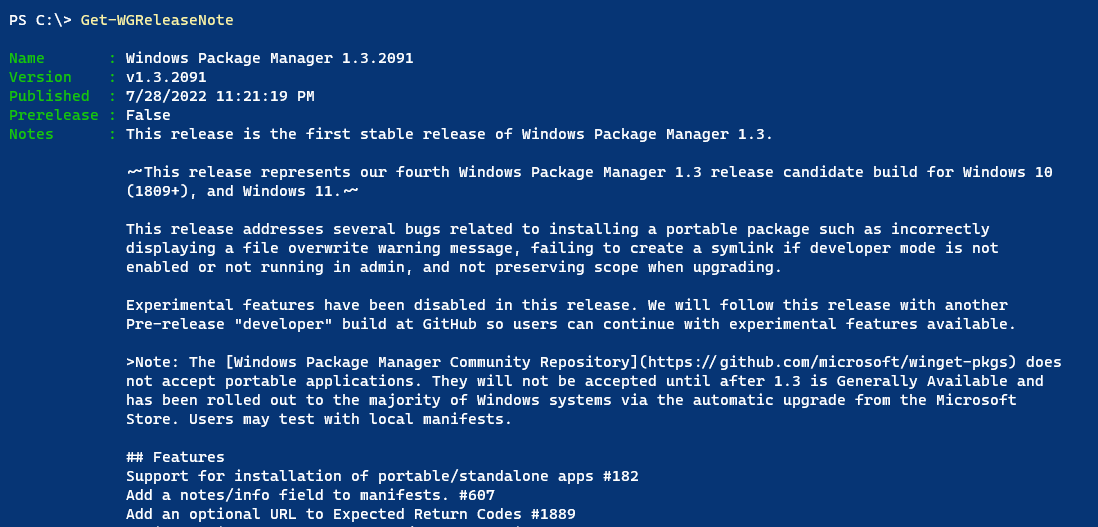 PS C:\> Get-WGReleaseNote
Name       : Windows Package Manager 1.3.2091
Version    : v1.3.2091
Published  : 7/28/2022 11:21:19 PM
Prerelease : False
Notes      : This release is the first stable release of Windows Package Manager 1.3.
~~This release represents our fourth Windows Package Manager 1.3 release candidate build for Windows 10
(1809+), and Windows 11.~~
This release addresses several bugs related to installing a portable package such as incorrectly
displaying a file overwrite warning message, failing to create a symlink if developer mode is not
enabled or not running in admin, and not preserving scope when upgrading.
Experimental features have been disabled in this release. We will follow this release with another
Pre-release "developer" build at GitHub so users can continue with experimental features available.
>Note: The [Windows Package Manager Community Repository](https://github.com/microsoft/winget-pkgs) does
not accept portable applications. They will not be accepted until after 1.3 is Generally Available and
has been rolled out to the majority of Windows systems via the automatic upgrade from the Microsoft
Store. Users may test with local manifests.
## Features
Support for installation of portable/standalone apps #182
Add a notes/info field to manifests. #607
Add an optional URL to Expected Return Codes #1889